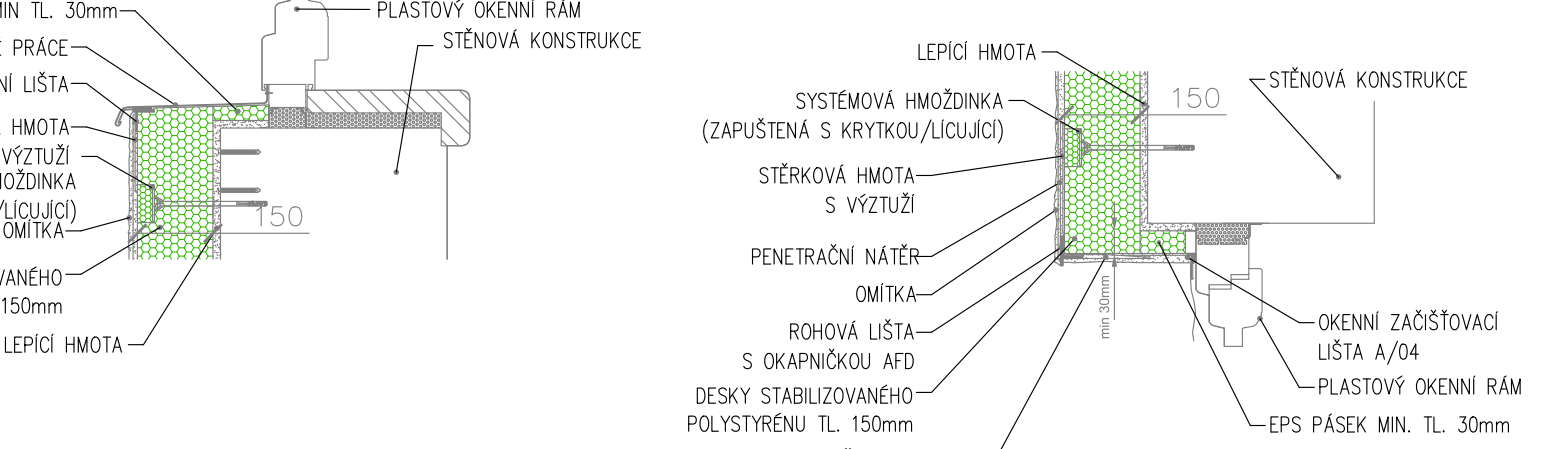 MIN TL. 30mm
PLASTOVÝ OKENNÍ RÁM
STĚNOVÁ KONSTRUKCE
PRÁCE
LIŠTA
HMOTA
VÝZTUŽÍ
/LÍCUJÍCÍ)
OMÍTKA
150
150mm
LEPÍCÍ HMOTA
LEPÍCÍ HMOTA
STĚNOVÁ KONSTRUKCE
150
SYSTÉMOVÁ HMOŽDINKA
(ZAPUŠTENÁ S KRYTKOU/LÍCUJÍCÍ)
STĚRKOVÁ HMOTA
S VÝZTUŽÍ
PENETRAČNÍ NÁTĚR
OMÍTKA
min 30mm
ROHOVÁ LIŠTA
S OKAPNIČKOU AFD
DESKY STABILIZOVANÉHO
POLYSTYRÉNU TL. 150mm
OKENNÍ ZAČIŠŤOVACÍ
LIŠTA A/04
PLASTOVÝ OKENNÍ RÁM
EPS PÁSEK MIN. TL. 30mm